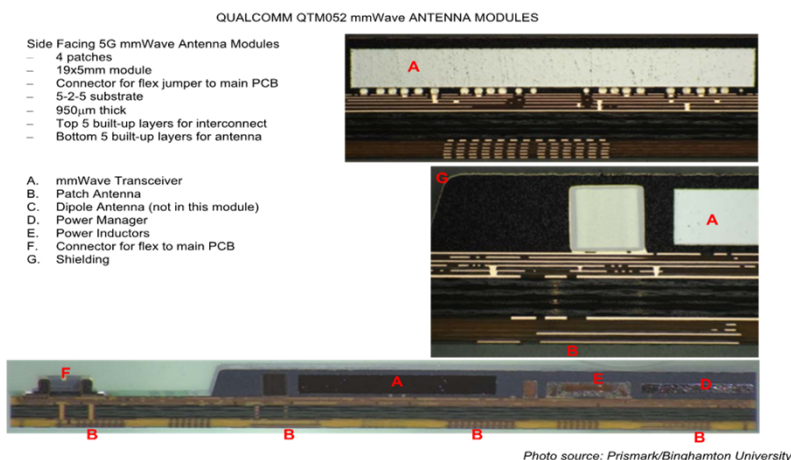 QUALCOMM QTM052 mmWave ANTENNA MODULES
Side Facing 5G mmWave Antenna Modules
– 4 patches
– 19x5mm module
– Connector for flex jumper to main PCB
– 5-2-5 substrate
– 950µm thick
– Top 5 built-up layers for interconnect
– Bottom 5 built-up layers for antenna
A. mmWave Transceiver
B. Patch Antenna
C. Dipole Antenna (not in this module)
D. Power Manager
E. Power Inductors
F. Connector for flex to main PCB
G. Shielding
A
G
A
B
F
A
E
D
B
B
B
B
Photo source: Prismark/Binghamton University